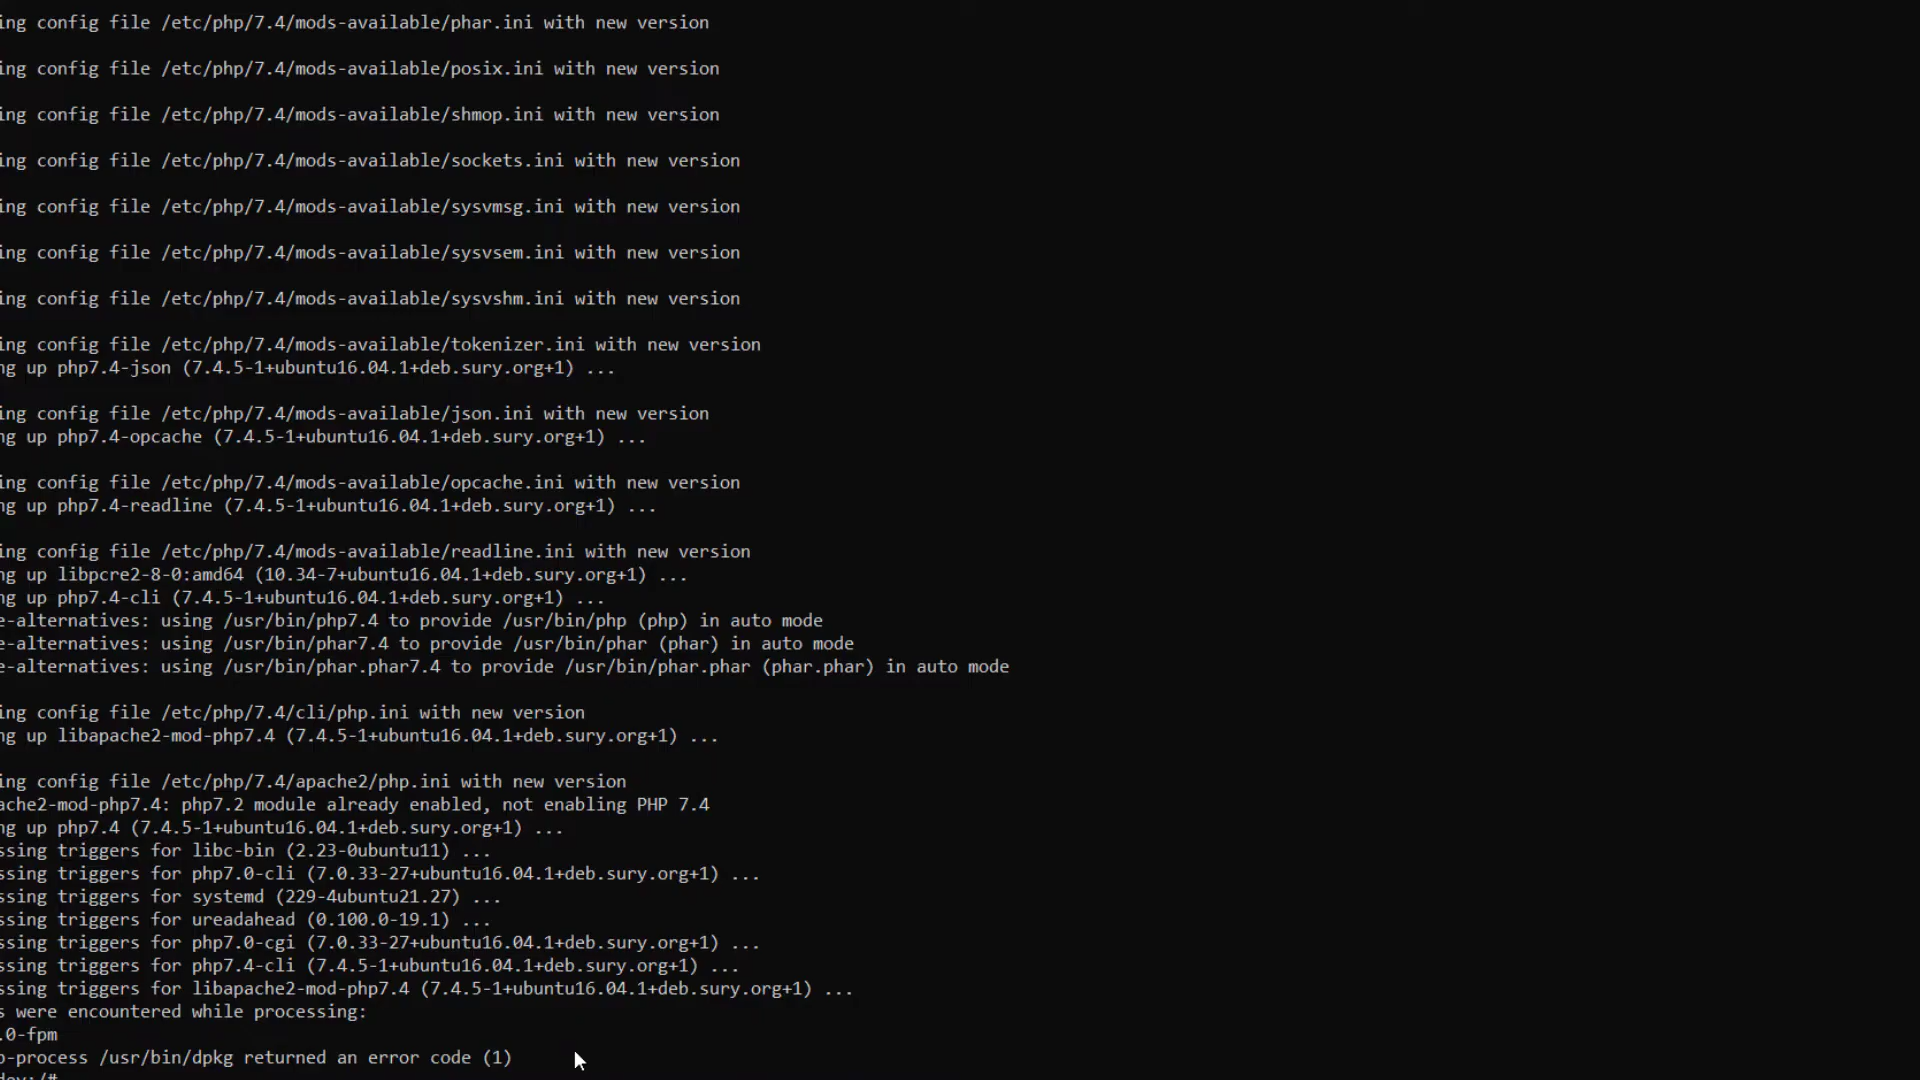 ing config file /etc/php/7.4/mods-available/phar.ini with new version
ing config file /etc/php/7.4/mods-available/posix.ini with new version
ing config file /etc/php/7.4/mods-available/shmop.ini with new version
ing config file /etc/php/7.4/mods-available/sockets.ini with new version
ing config file /etc/php/7.4/mods-available/sysvmsg.ini with new version
ing config file /etc/php/7.4/mods-available/sysvsem.ini with new version
ing config file /etc/php/7.4/mods-available/sysvshm.ini with new version
ing config file /etc/php/7.4/mods-available/tokenizer.ini with new version
ng up php7.4-json (7.4.5-1+ubuntu16.04.1+deb.sury.org+1) ...
ing config file /etc/php/7.4/mods-available/json.ini with new version
ng up php7.4-opcache (7.4.5-1+ubuntu16.04.1+deb.sury.org+1) ...
ing config file /etc/php/7.4/mods-available/opcache.ini with new version
ng up php7.4-readline (7.4.5-1+ubuntu16.04.1+deb.sury.org+1) ...
ing config file /etc/php/7.4/mods-available/readline.ini with new version
ng up libpcre2-8-0:amd64 (10.34-7+ubuntu16.04.1+deb.sury.org+1) ...
ng up php7.4-cli (7.4.5-1+ubuntu16.04.1+deb.sury.org+1) ...
e-alternatives: using /usr/bin/php7.4 to provide /usr/bin/php (php) in auto mode
e-alternatives: using /usr/bin/phar7.4 to provide /usr/bin/phar (phar) in auto mode
e-alternatives: using /usr/bin/phar.phar7.4 to provide /usr/bin/phar.phar (phar.phar) in auto mode
ing config file /etc/php/7.4/cli/php.ini with new version
ng up libapache2-mod-php7.4 (7.4.5-1+ubuntu16.04.1+deb.sury.org+1) ...
ing config file /etc/php/7.4/apache2/php.ini with new version
ache2-mod-php7.4: php7.2 module already enabled, not enabling PHP 7.4
ng up php7.4 (7.4.5-1+ubuntu16.04.1+deb.sury.org+1) ...
ssing triggers for libc-bin (2.23-0ubuntu11) ...
ssing triggers for php7.0-cli (7.0.33-27+ubuntu16.04.1+deb.sury.org+1) ...
ssing triggers for systemd (229-4ubuntu21.27) ...
ssing triggers for ureadahead (0.100.0-19.1) ...
ssing triggers for php7.0-cgi (7.0.33-27+ubuntu16.04.1+deb.sury.org+1) ...
ssing triggers for php7.4-cli (7.4.5-1+ubuntu16.04.1+deb.sury.org+1) ...
ssing triggers for libapache2-mod-php7.4 (7.4.5-1+ubuntu16.04.1+deb.sury.org+1) ...
s were encountered while processing:
.0-fpm
-process /usr/bin/dpkg returned an error code (1)